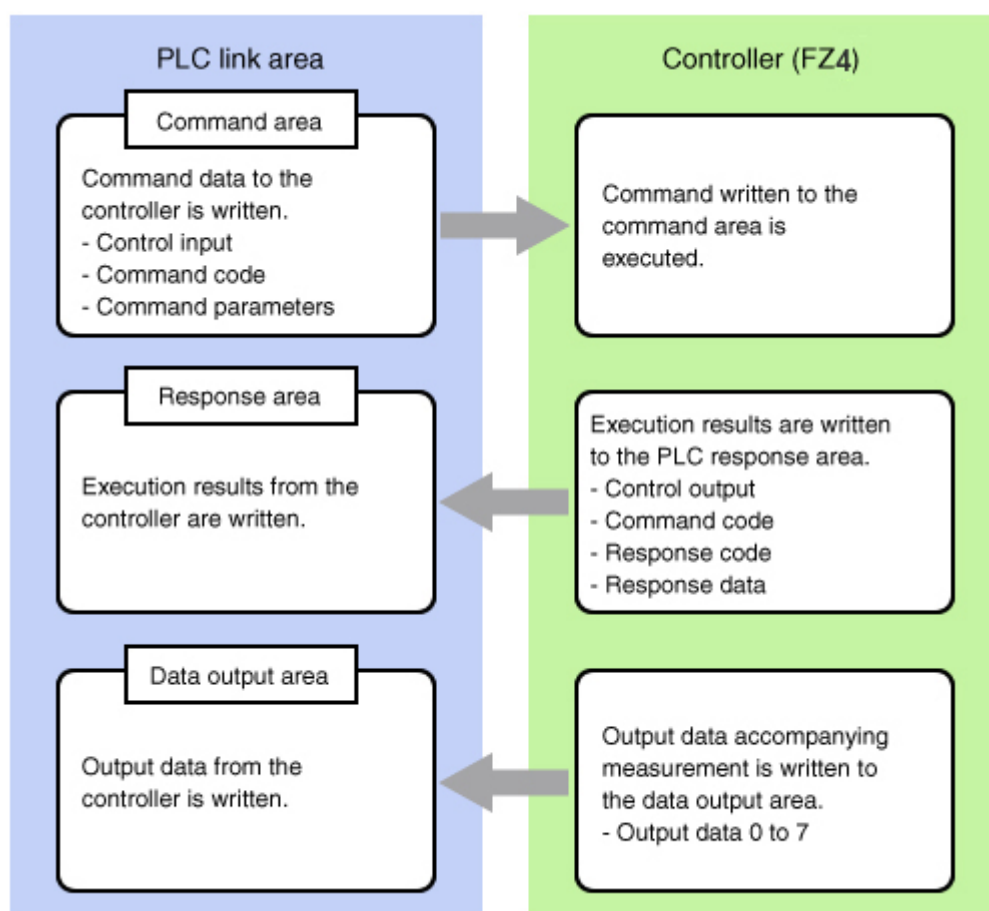 PLC link area
Controller (FZ4)
Command area
Command data to the
controller is written.
- Control input
- Command code
- Command parameters
Command written to the
command area is
executed.
Response area
Execution results from the
controller are written.
Execution results are written
to the PLC response area.
- Control output
- Command code
- Response code
- Response data
Data output area
Output data from the
controller is written.
Output data accompanying
measurement is written to
the data output area.
- Output data 0 to 7